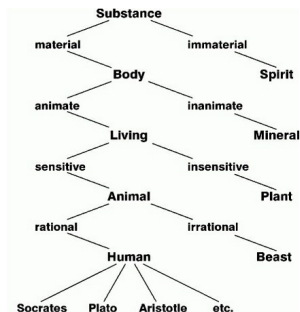 Substance
material immaterial
Body Spirit
animate inanimate
Living Mineral
sensitive insensitive
Animal Plant
rational irrational
Human Beast
Socrates Plato Aristotle etc.